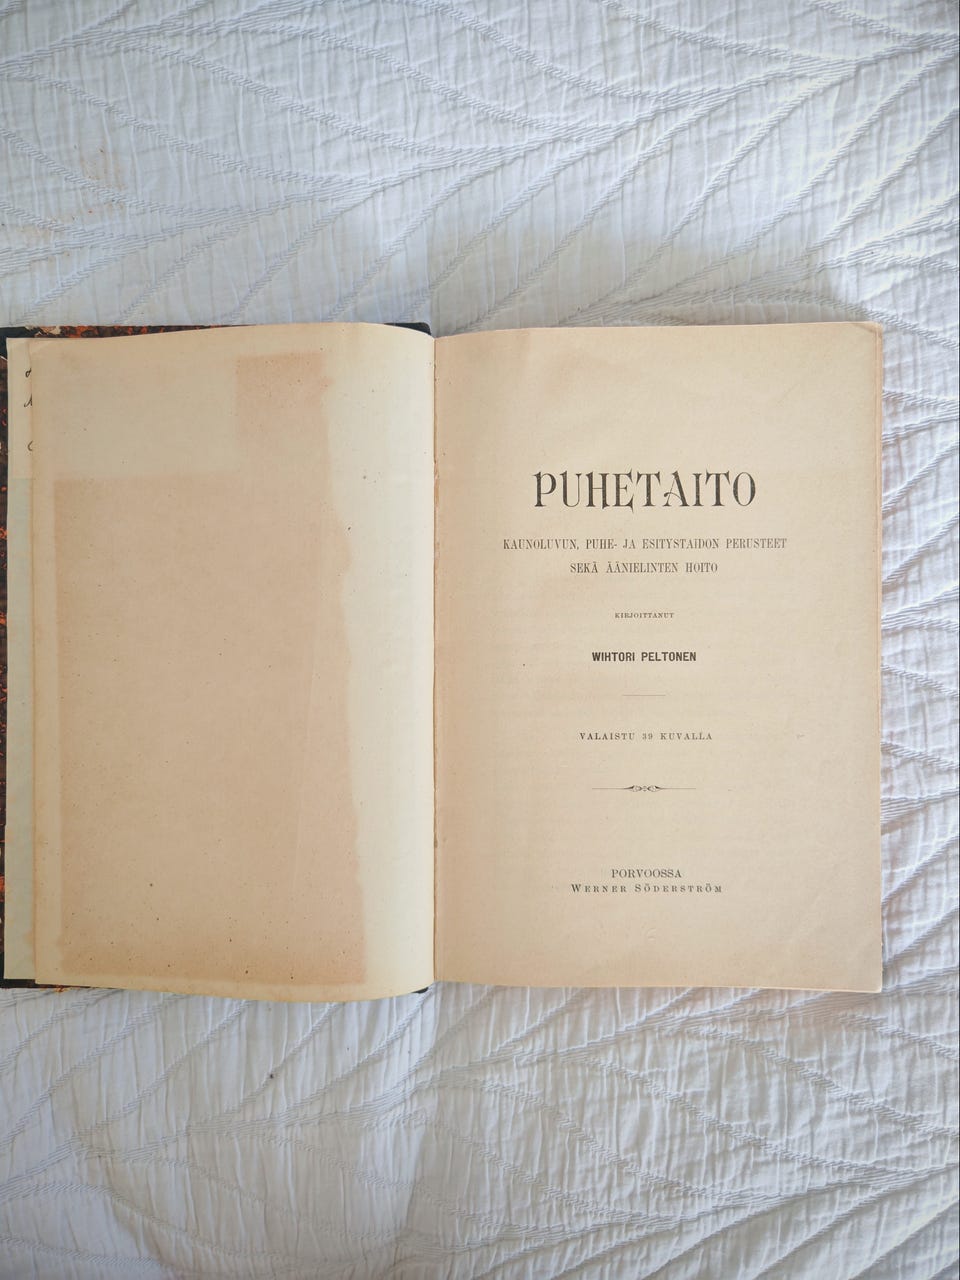 PUHETAITO
KAUNOLUVUN, PUHE- JA ESITYSTAIDON PERUSTEET
SEKÄ ÄÄNIELINTEN HOITO
KIRJOITTANUT
WIHTORI PELTONEN
VALAISTU 39 KUVALLA
PORVOOSSA
WERNER SÖDERSTRÖM